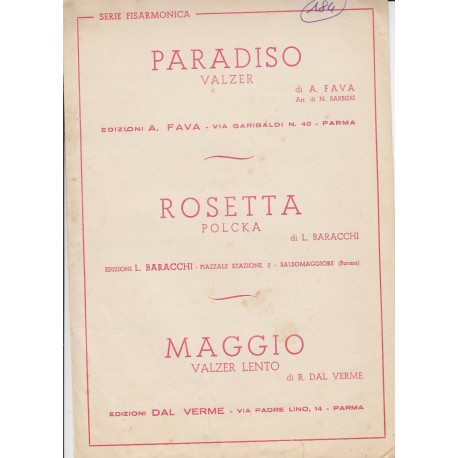 SERIE FISARMONICA
184
PARADISO
VALZER
di A. FAVA
Arr. di N. BARBIERI
EDIZIONI A. FAVA - VIA GARIBALDI N. 40 - PARMA
ROSETTA
POLCKA
di L. BARACCHI
EDIZIONI L. BARACCHI - PIAZZALE STAZIONE 2 - SALSOMAGGIORE (Parma)
MAGGIO
VALZER LENTO
di R. DAL VERME
EDIZIONI DAL VERME - VIA PADRE LINO, 14 - PARMA